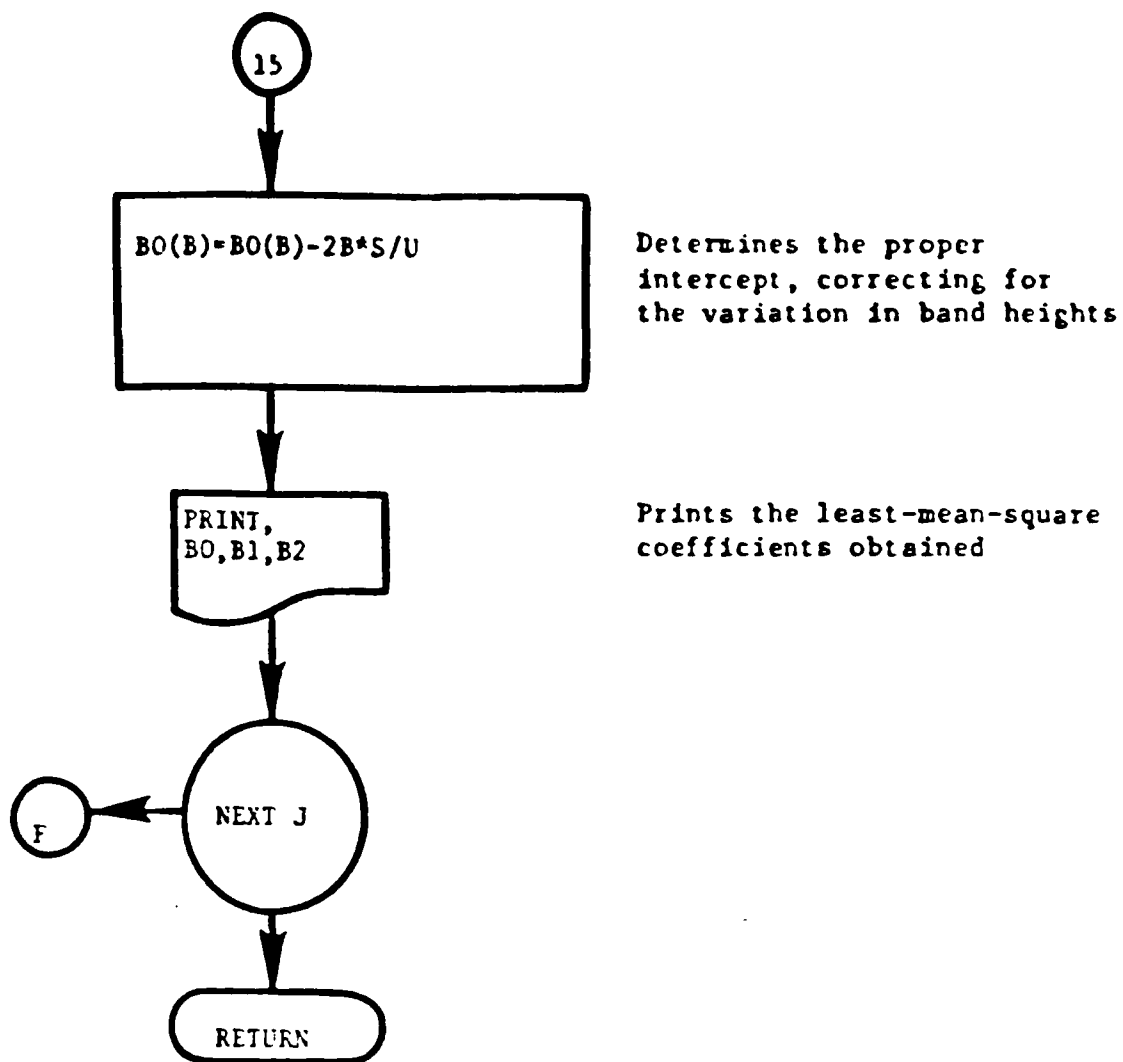 15
BO(B)=BO(B)-2B*S/U
Determines the proper
intercept, correcting for
the variation in band heights
PRINT,
BO,B1,B2
Prints the least-mean-square
coefficients obtained
NEXT J
F
RETURN